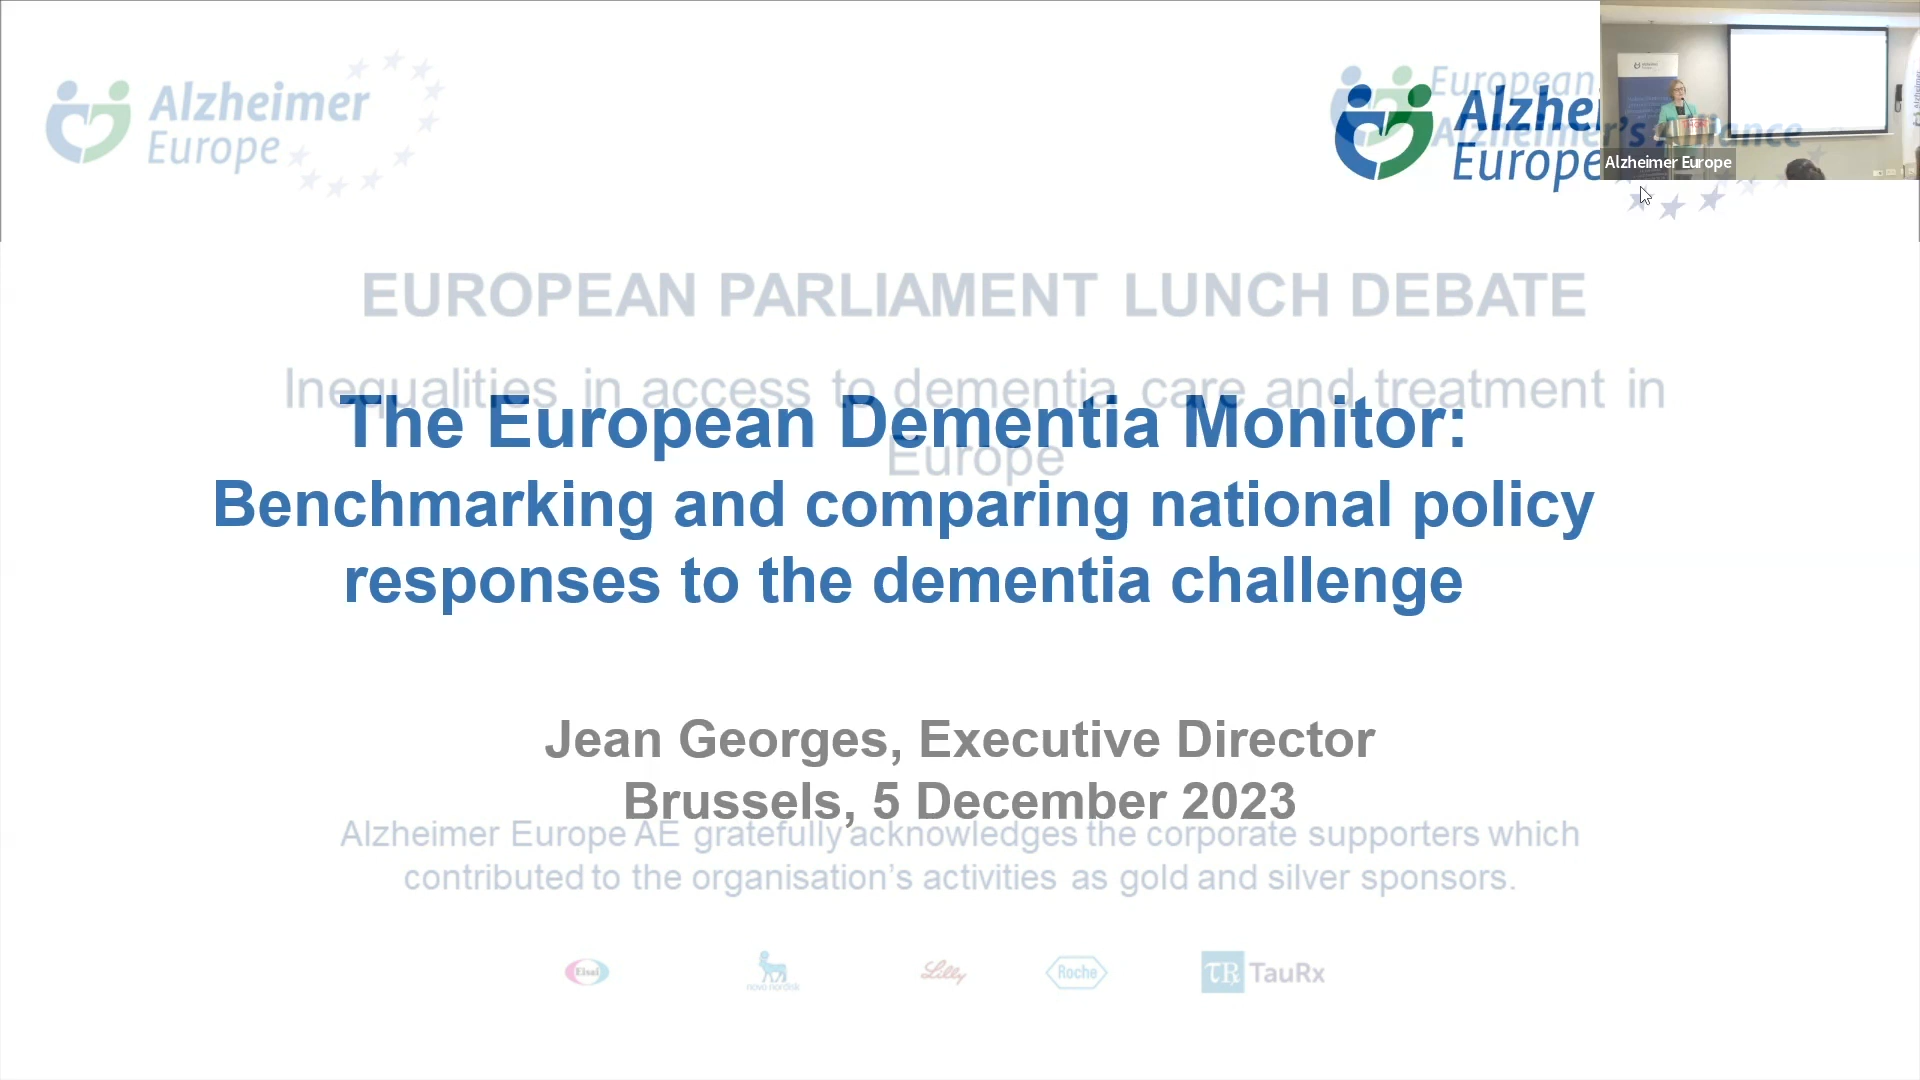 Alzheimer
Europe
European
Alzheimer's Alliance
Alzhei
Europe
Alzheimer Europe
EUROPEAN PARLIAMENT LUNCH DEBATE
Inequalities in access to dementia care and treatment in
Europe
The European Dementia Monitor:
Benchmarking and comparing national policy
responses to the dementia challenge
Jean Georges, Executive Director
Brussels, 5 December 2023
Alzheimer Europe AE gratefully acknowledges the corporate supporters which
contributed to the organisation's activities as gold and silver sponsors.
Eisai
novo nordisk
Lilly
Roche
TauRx